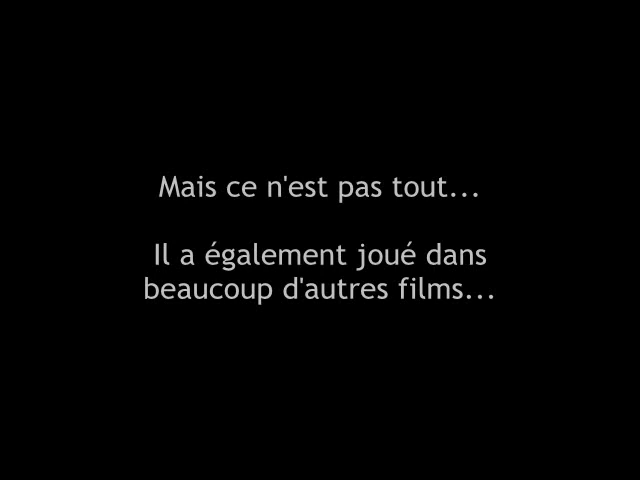 Mais ce n'est pas tout...
Il a également joué dans
beaucoup d'autres films...